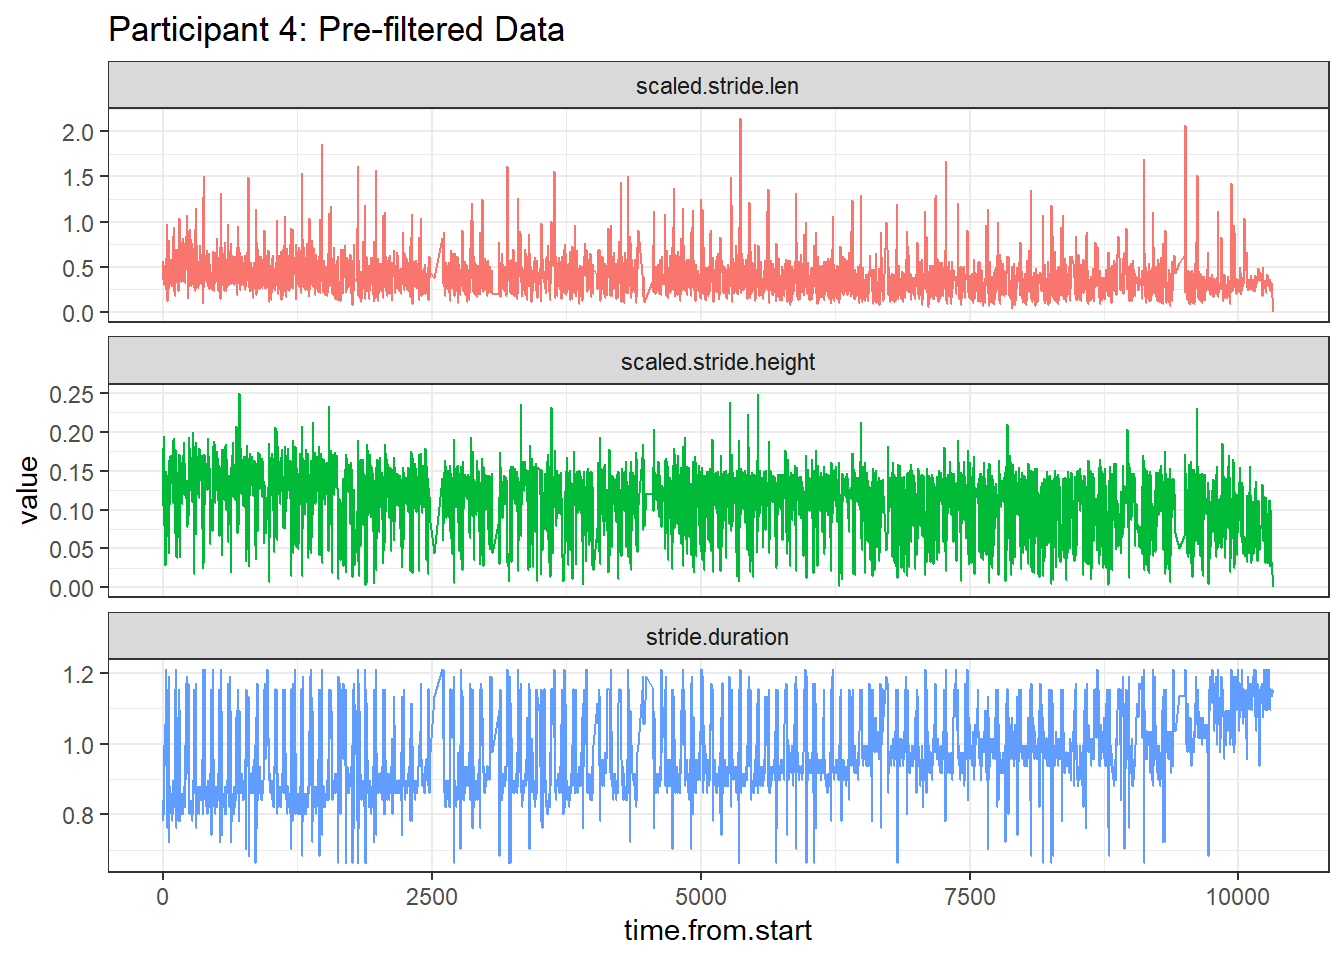 Participant 4: Pre-filtered Data
scaled.stride.len
2.0
1.5
1.0
0.5
0.0
scaled.stride.height
0.25
0.20
0.15
0.10
0.05
0.00
value
stride.duration
1.2
1.0
0.8
0 2500 5000 7500 10000
time.from.start